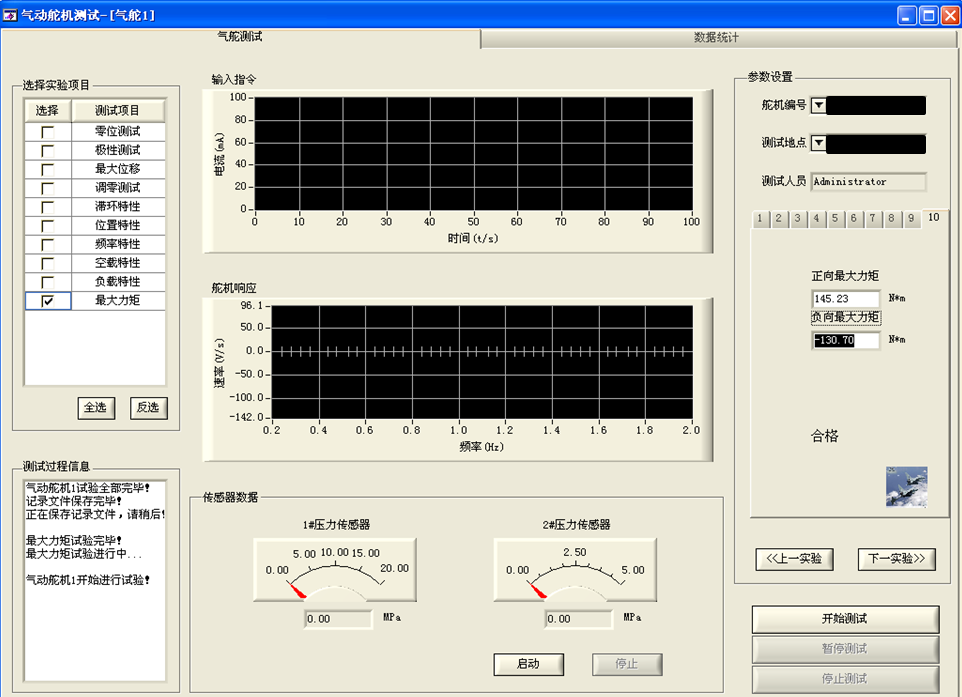 气动舵机测试-[气舵1]
气舵测试
数据统计
选择实验项目
选择 测试项目
零位测试
极性测试
最大位移
调零测试
滞环特性
位置特性
频率特性
空载特性
负载特性
最大力矩
全选 反选
测试过程信息
气动舵机1试验全部完毕!
记录文件保存完毕!
正在保存记录文件，请稍后!
最大力矩试验完毕!
最大力矩试验进行中...
气动舵机1开始进行试验!
输入指令
电流(mA)
100
80
60
40
20
0
0 10 20 30 40 50 60 70 80 90 100
时间(t/s)
舵机响应
速率(V/s)
96.1
50.0
0.0
-50.0
-100.0
-142.0
0.2 0.4 0.6 0.8 1.0 1.2 1.4 1.6 1.8 2.0
频率(Hz)
传感器数据
1#压力传感器
0.00 5.00 10.00 15.00 20.00
0.00 MPa
2#压力传感器
0.00 2.50 5.00
0.00 MPa
启动 停止
参数设置
舵机编号
测试地点
测试人员 Administrator
1 2 3 4 5 6 7 8 9 10
正向最大力矩
145.23 N*m
负向最大力矩
-130.70 N*m
合格
<<上一实验 下一实验>>
开始测试
暂停测试
停止测试